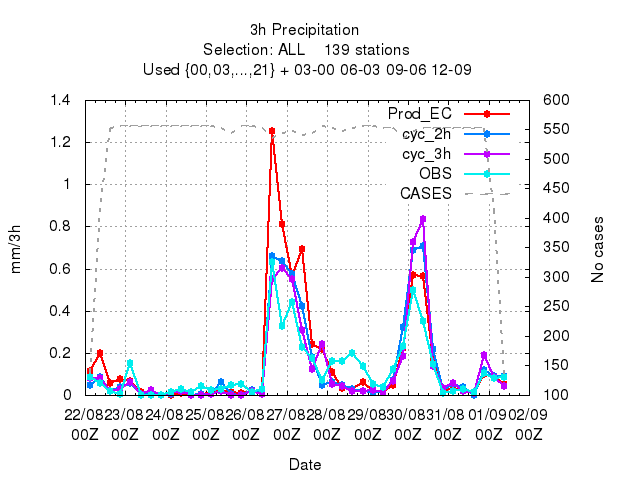 3h Precipitation
Selection: ALL 139 stations
Used {00,03,...,21} + 03-00 06-03 09-06 12-09
1.4
1.2
1
0.8
0.6
0.4
0.2
0
mm/3h
600
550
500
450
400
350
300
250
200
150
100
No cases
Prod_EC
cyc_2h
cyc_3h
OBS
CASES
22/08 23/08 24/08 25/08 26/08 27/08 28/08 29/08 30/08 31/08 01/09 02/09
00Z 00Z 00Z 00Z 00Z 00Z 00Z 00Z 00Z 00Z 00Z 00Z
Date